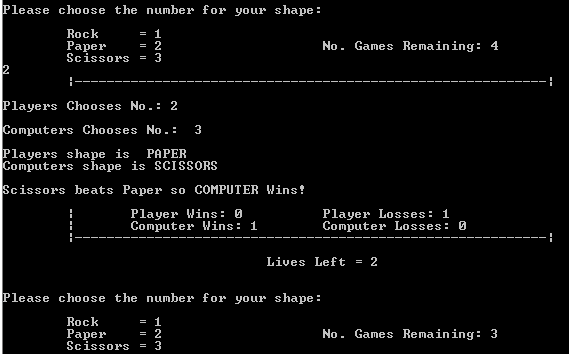 Please choose the number for your shape:
Rock = 1
Paper = 2 No. Games Remaining: 4
Scissors = 3
2
¦-----------------------------------------------------------¦
Players Chooses No.: 2
Computers Chooses No.: 3
Players shape is PAPER
Computers shape is SCISSORS
Scissors beats Paper so COMPUTER Wins!
¦ Player Wins: 0 Player Losses: 1
¦ Computer Wins: 1 Computer Losses: 0
¦-----------------------------------------------------------¦
Lives Left = 2
Please choose the number for your shape:
Rock = 1
Paper = 2 No. Games Remaining: 3
Scissors = 3